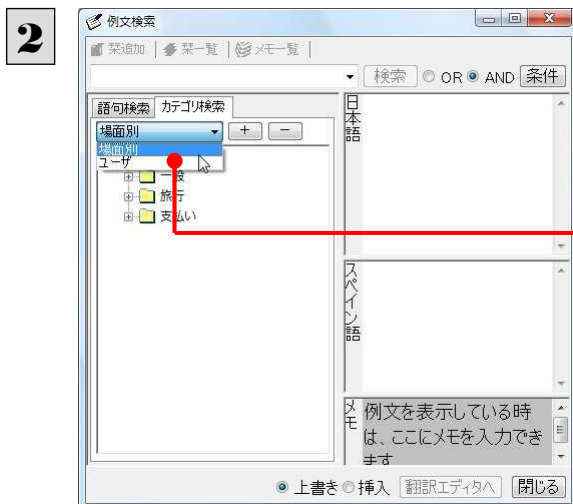 2
例文検索
栞追加 栞一覧 メモ一覧
検索 OR AND 条件
語句検索 カテゴリ検索
場面別 + −
場面別
ユーザ
一般
旅行
支払い
日本語
スペイン語
メモ
例文を表示している時
は、ここにメモを入力でき
ます
上書き 挿入 翻訳エディタへ 閉じる